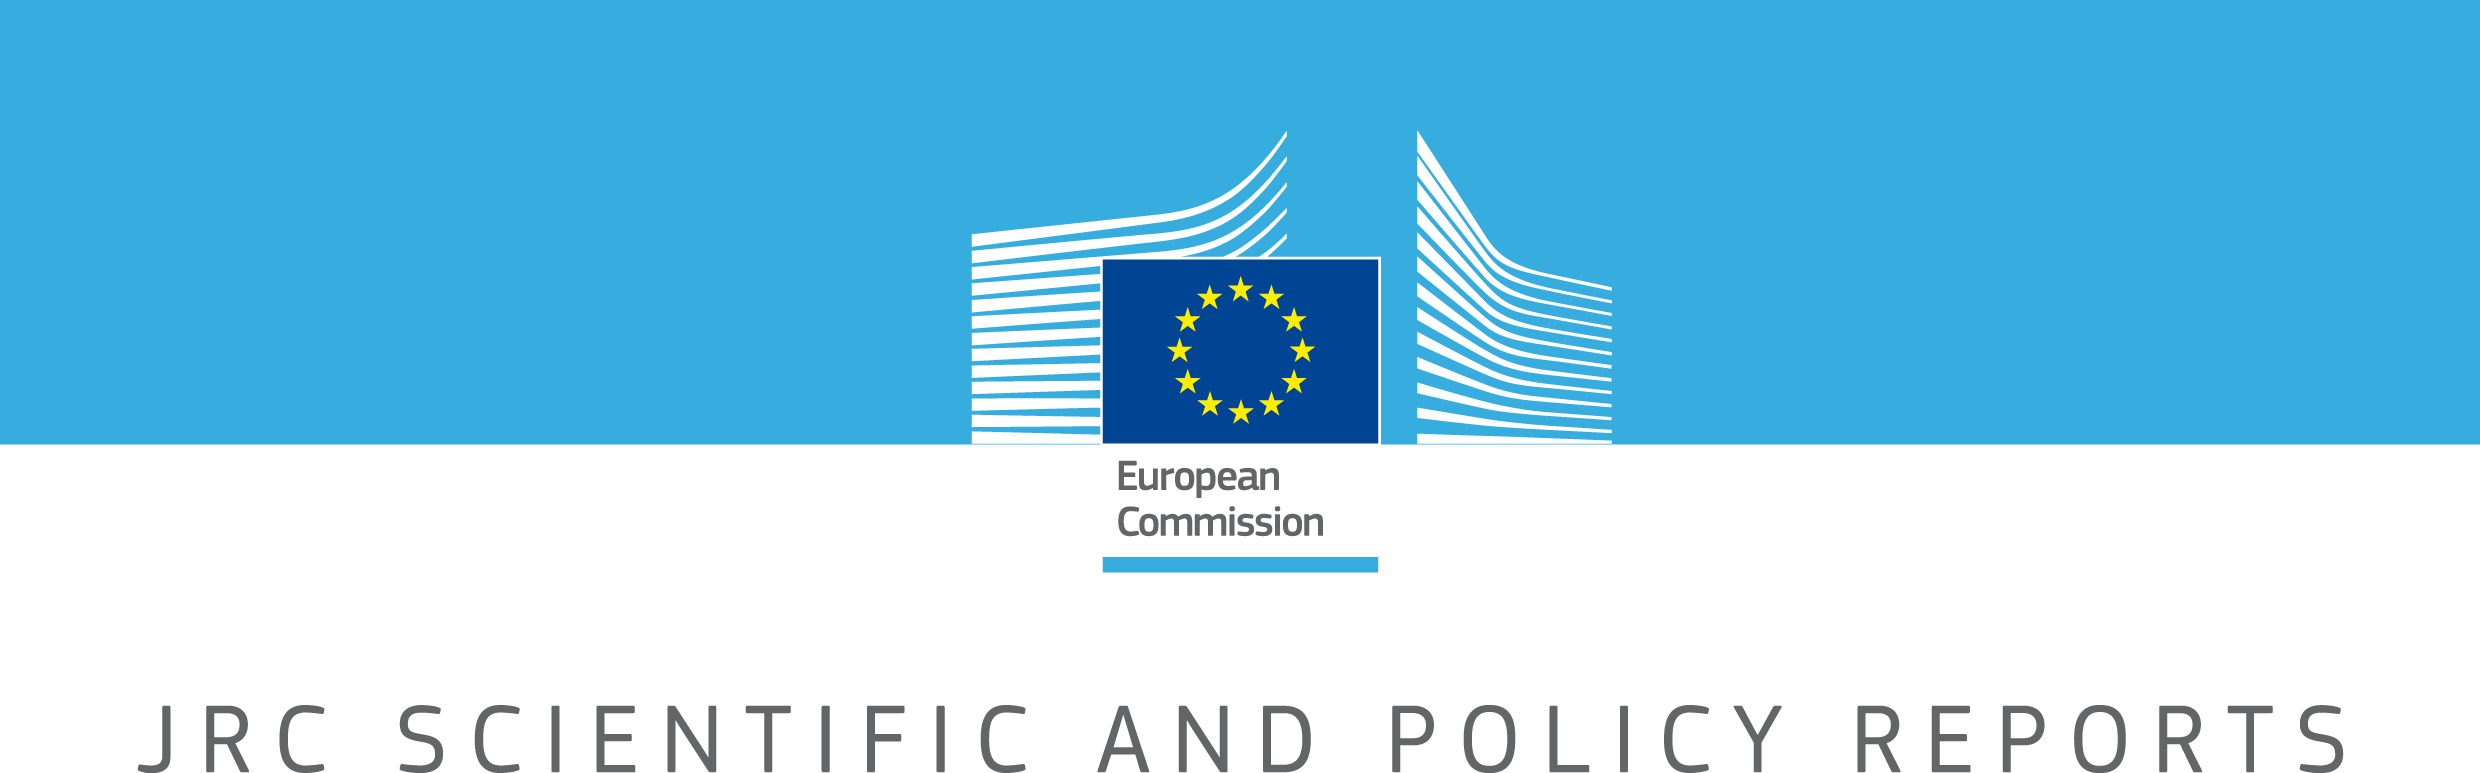 European
Commission
JRC SCIENTIFIC AND POLICY REPORTS